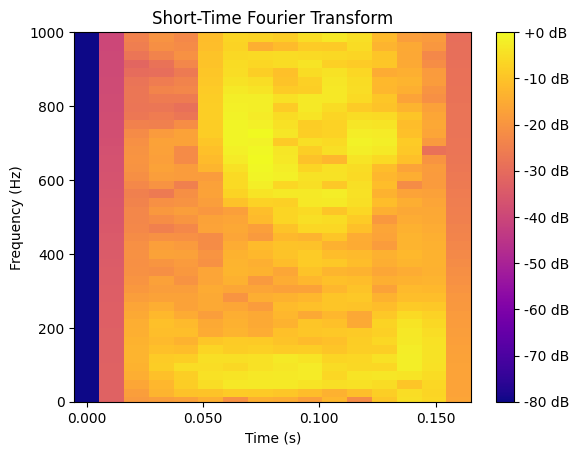 Short-Time Fourier Transform
Frequency (Hz)
1000
800
600
400
200
0
0.000
0.050
0.100
0.150
Time (s)
+0 dB
-10 dB
-20 dB
-30 dB
-40 dB
-50 dB
-60 dB
-70 dB
-80 dB